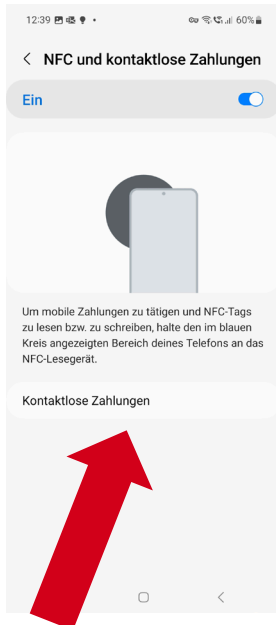 12:39
60%
NFC und kontaktlose Zahlungen
Ein
Um mobile Zahlungen zu tätigen und NFC-Tags
zu lesen bzw. zu schreiben, halte den im blauen
Kreis angezeigten Bereich deines Telefons an das
NFC-Lesegerät.
Kontaktlose Zahlungen